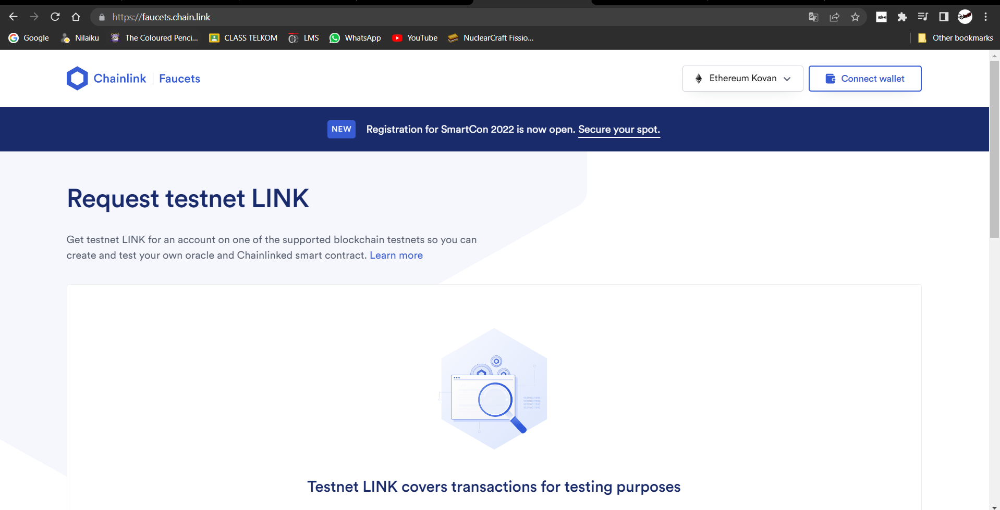 https://faucets.chain.link
Google Nilaiku The Coloured Penci... CLASS TELKOM LMS WhatsApp YouTube NuclearCraft Fissio... Other bookmarks
Chainlink Faucets Ethereum Kovan Connect wallet
NEW Registration for SmartCon 2022 is now open. Secure your spot.
Request testnet LINK
Get testnet LINK for an account on one of the supported blockchain testnets so you can
create and test your own oracle and Chainlinked smart contract. Learn more
Testnet LINK covers transactions for testing purposes